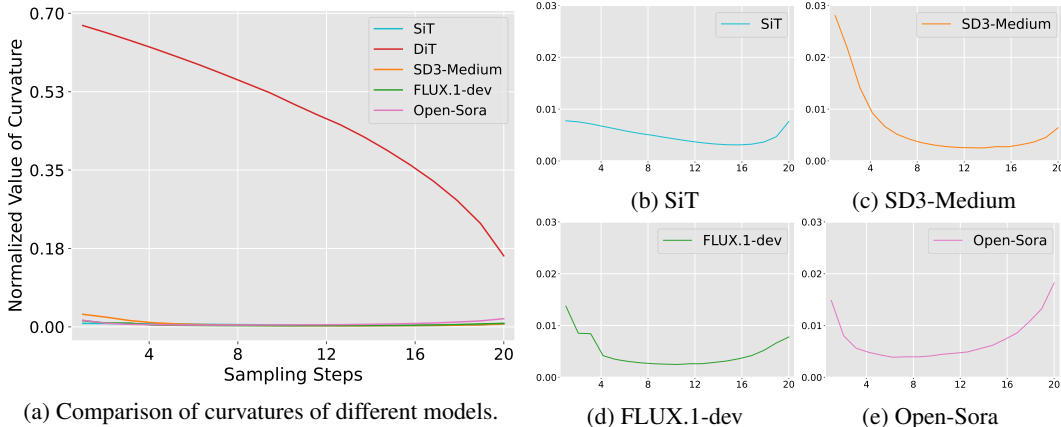 Normalized Value of Curvature
0.70
0.53
0.35
0.18
0.00
4 8 12 16 20
Sampling Steps
SiT
DiT
SD3-Medium
FLUX.1-dev
Open-Sora
(a) Comparison of curvatures of different models.
0.03
0.02
0.01
0.00
4 8 12 16 20
SiT
(b) SiT
0.03
0.02
0.01
0.00
4 8 12 16 20
SD3-Medium
(c) SD3-Medium
0.03
0.02
0.01
0.00
4 8 12 16 20
FLUX.1-dev
(d) FLUX.1-dev
0.03
0.02
0.01
0.00
4 8 12 16 20
Open-Sora
(e) Open-Sora